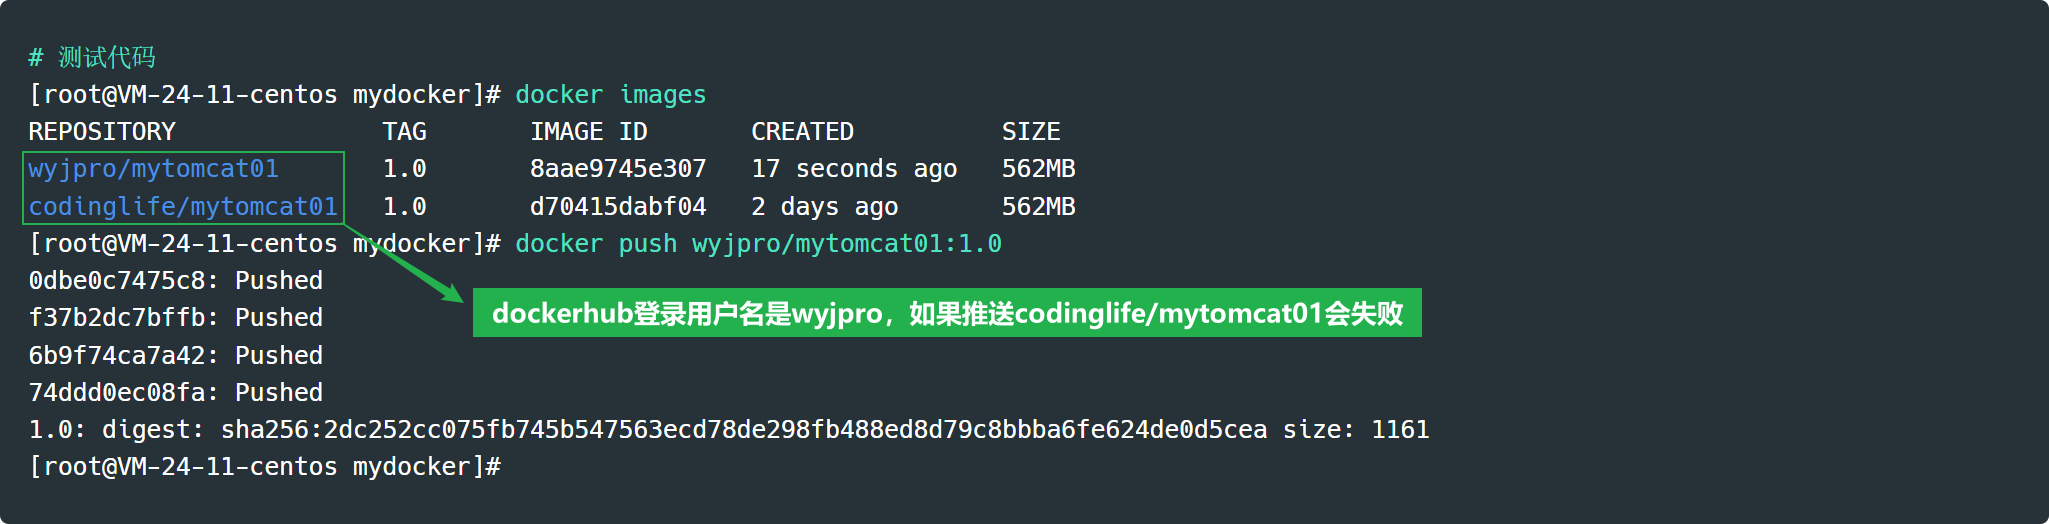 # 测试代码
[root@VM-24-11-centos mydocker]# docker images
REPOSITORY TAG IMAGE ID CREATED SIZE
wyjpro/mytomcat01 1.0 8aae9745e307 17 seconds ago 562MB
codinglife/mytomcat01 1.0 d70415dabf04 2 days ago 562MB
[root@VM-24-11-centos mydocker]# docker push wyjpro/mytomcat01:1.0
0dbe0c7475c8: Pushed
dockerhub登录用户名是wyjpro，如果推送codinglife/mytomcat01会失败
f37b2dc7bffb: Pushed
6b9f74ca7a42: Pushed
74ddd0ec08fa: Pushed
1.0: digest: sha256:2dc252cc075fb745b547563ecd78de298fb488ed8d79c8bbba6fe624de0d5cea size: 1161
[root@VM-24-11-centos mydocker]#